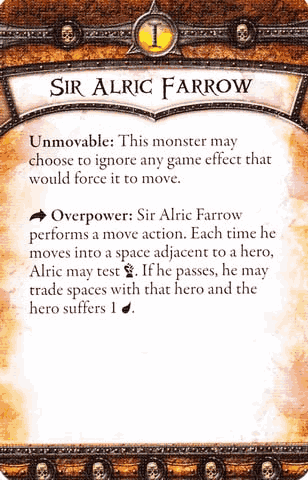 I
Sir Alric Farrow
Unmovable: This monster may
choose to ignore any game effect that
would force it to move.
Overpower: Sir Alric Farrow
performs a move action. Each time he
moves into a space adjacent to a hero,
Alric may test . If he passes, he may
trade spaces with that hero and the
hero suffers 1 .